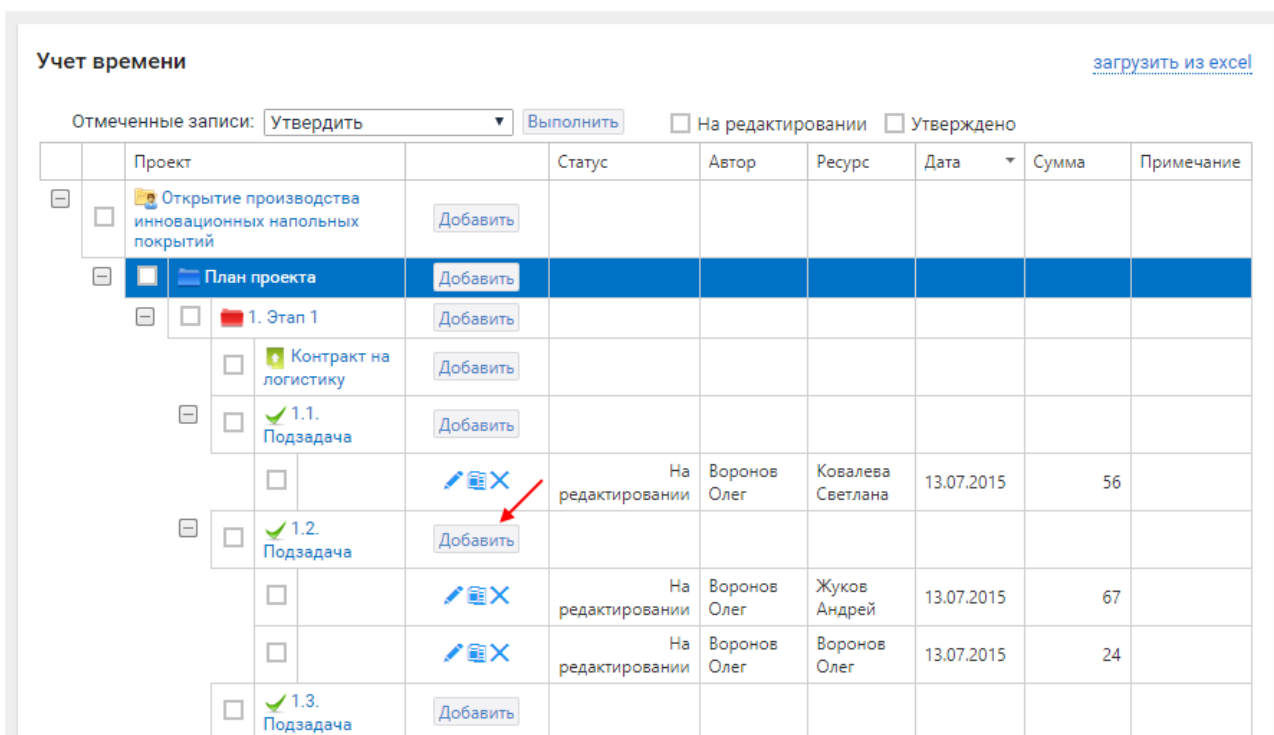 Учет времени
загрузить из excel
Отмеченные записи: Утвердить Выполнить На редактировании Утверждено
Проект Статус Автор Ресурс Дата Сумма Примечание
Открытие производства
инновационных напольных
покрытий
Добавить
План проекта Добавить
1. Этап 1 Добавить
Контракт на
логистику
Добавить
1.1.
Подзадача
Добавить
На Воронов Ковалева
редактировании Олег Светлана
13.07.2015 56
1.2.
Подзадача
Добавить
На Воронов Жуков
редактировании Олег Андрей
13.07.2015 67
На Воронов Воронов
редактировании Олег Олег
13.07.2015 24
1.3.
Подзадача
Добавить